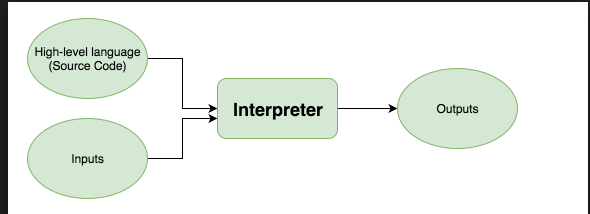 High-level language
(Source Code)
Interpreter
Outputs
Inputs